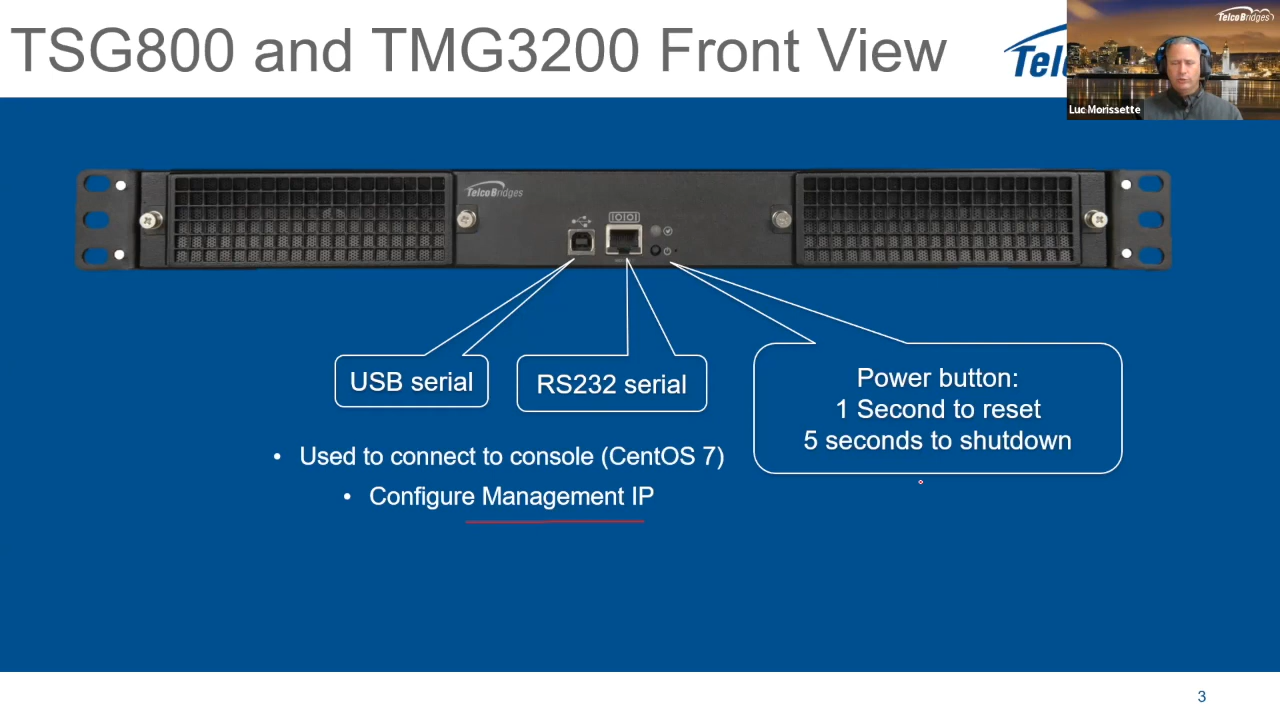 TSG800 and TMG3200 Front View
Tel
TelcoBridges
Luc Morissette
TelcoBridges
USB serial
RS232 serial
Power button:
1 Second to reset
5 seconds to shutdown
• Used to connect to console (CentOS 7)
• Configure Management IP
3